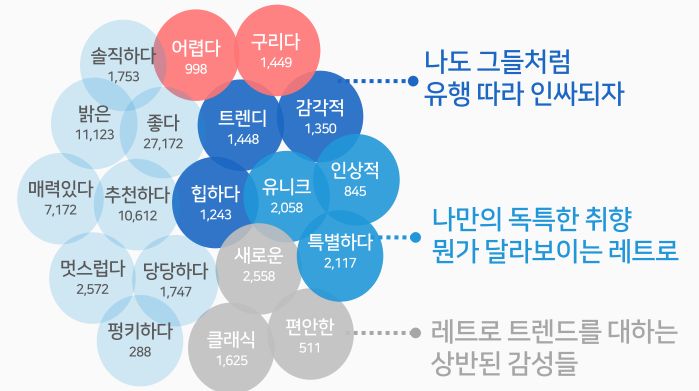 솔직하다
1,753
어렵다
998
구리다
1,449
밝은
11,123
좋다
27,172
트렌디
1,448
감각적
1,350
매력있다
7,172
추천하다
10,612
힙하다
1,243
유니크
2,058
인상적
845
멋스럽다
2,572
당당하다
1,747
새로운
2,558
특별하다
2,117
펑키하다
288
클래식
1,625
편안한
511
나도 그들처럼
유행 따라 인싸되자
나만의 독특한 취향
뭔가 달라보이는 레트로
레트로 트렌드를 대하는
상반된 감성들